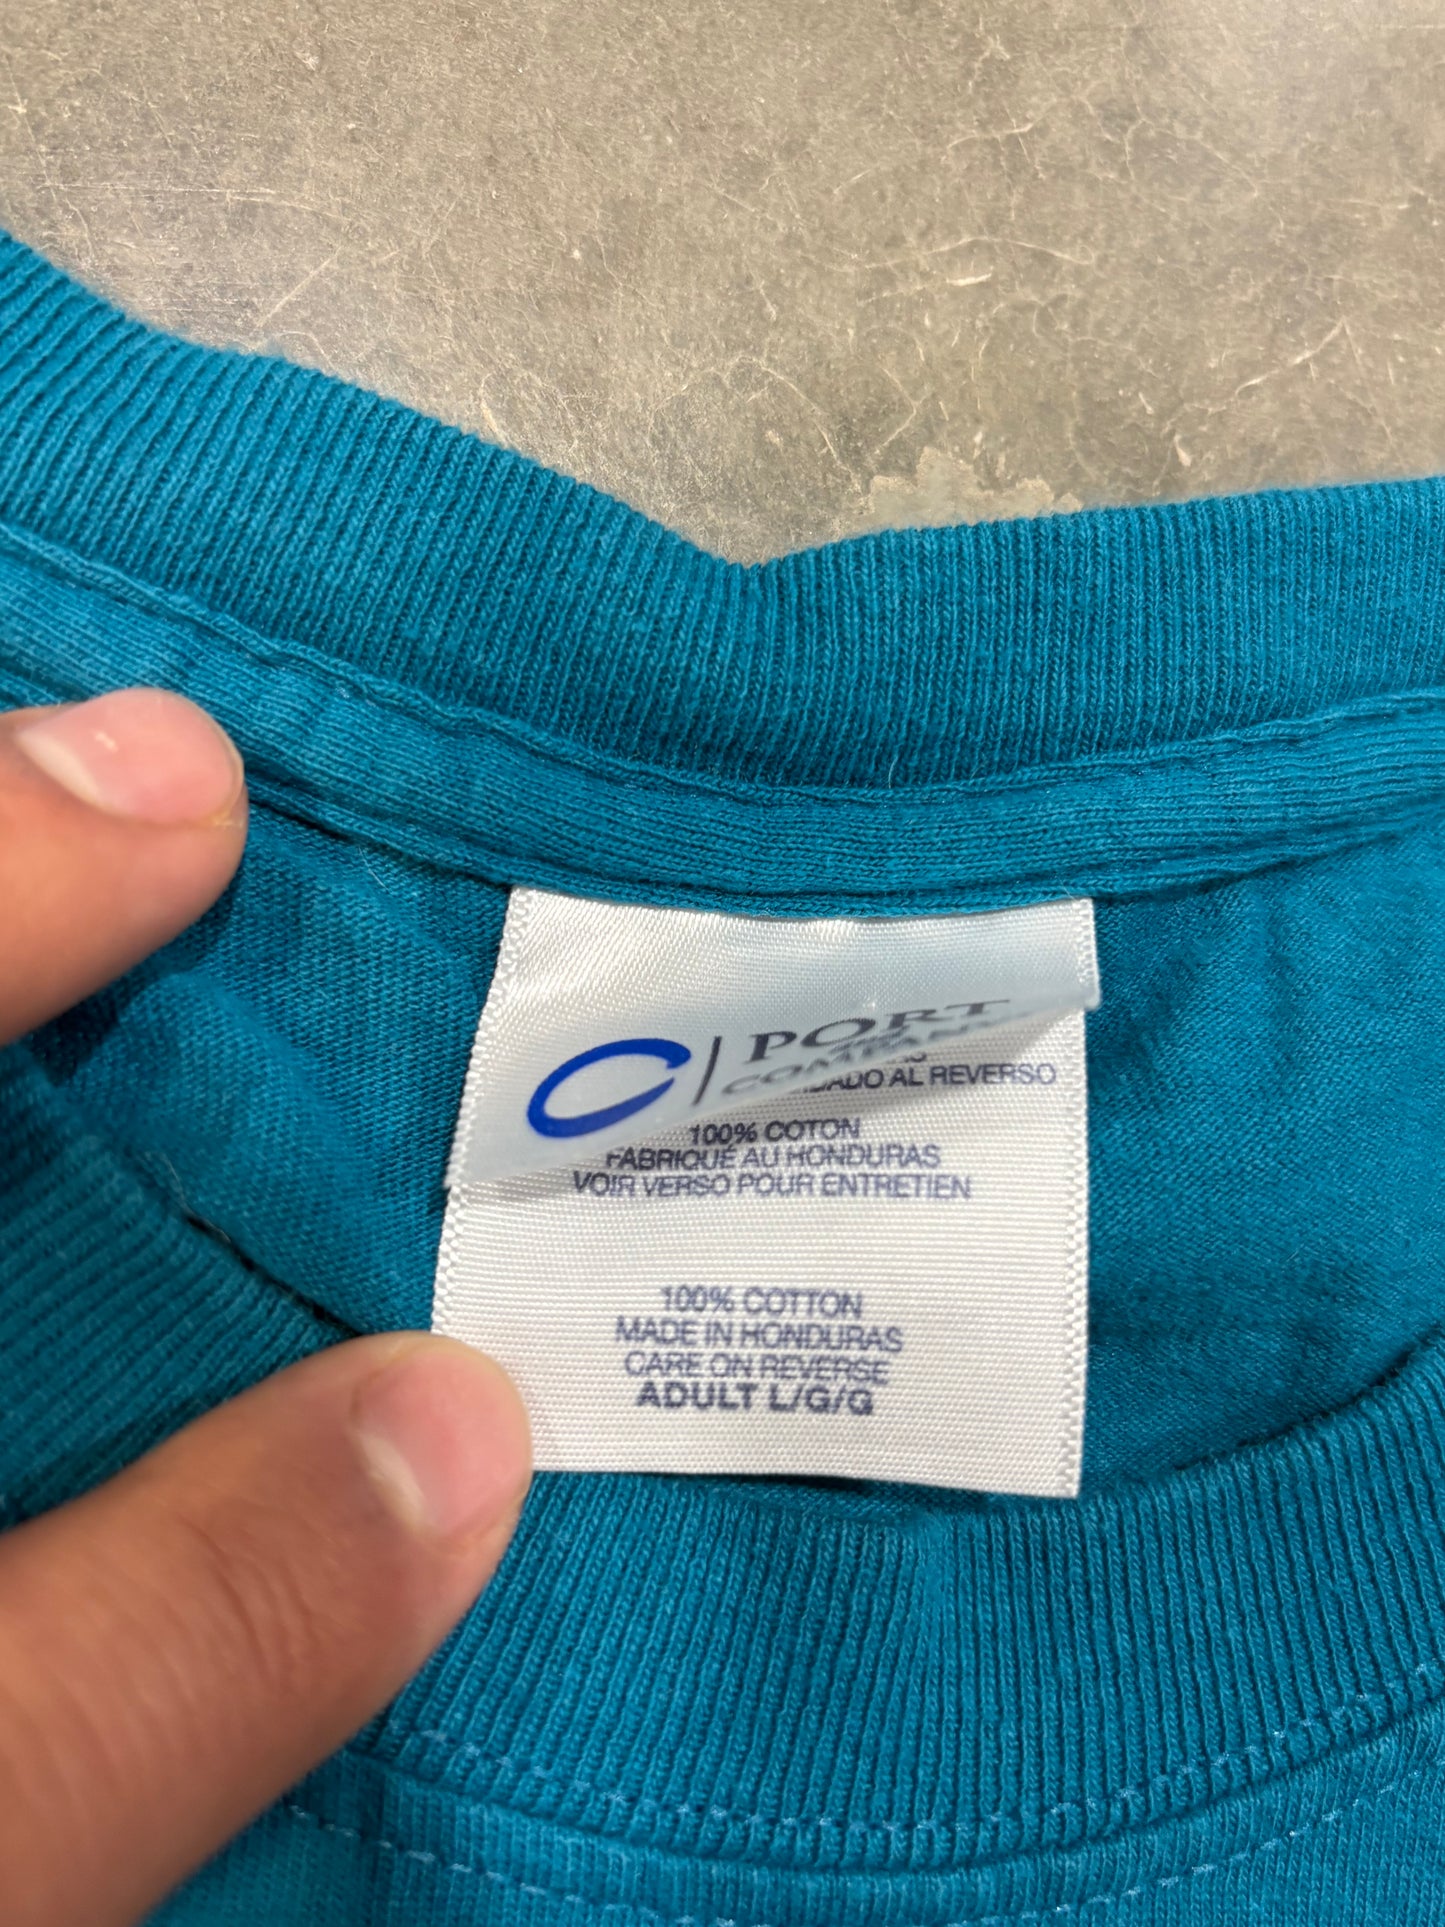 PORT
COMPANY
DADO AL REVERSO
100% COTON
FABRIQUÉ AU HONDURAS
VOIR VERSO POUR ENTRETIEN
100% COTTON
MADE IN HONDURAS
CARE ON REVERSE
ADULT L/G/G